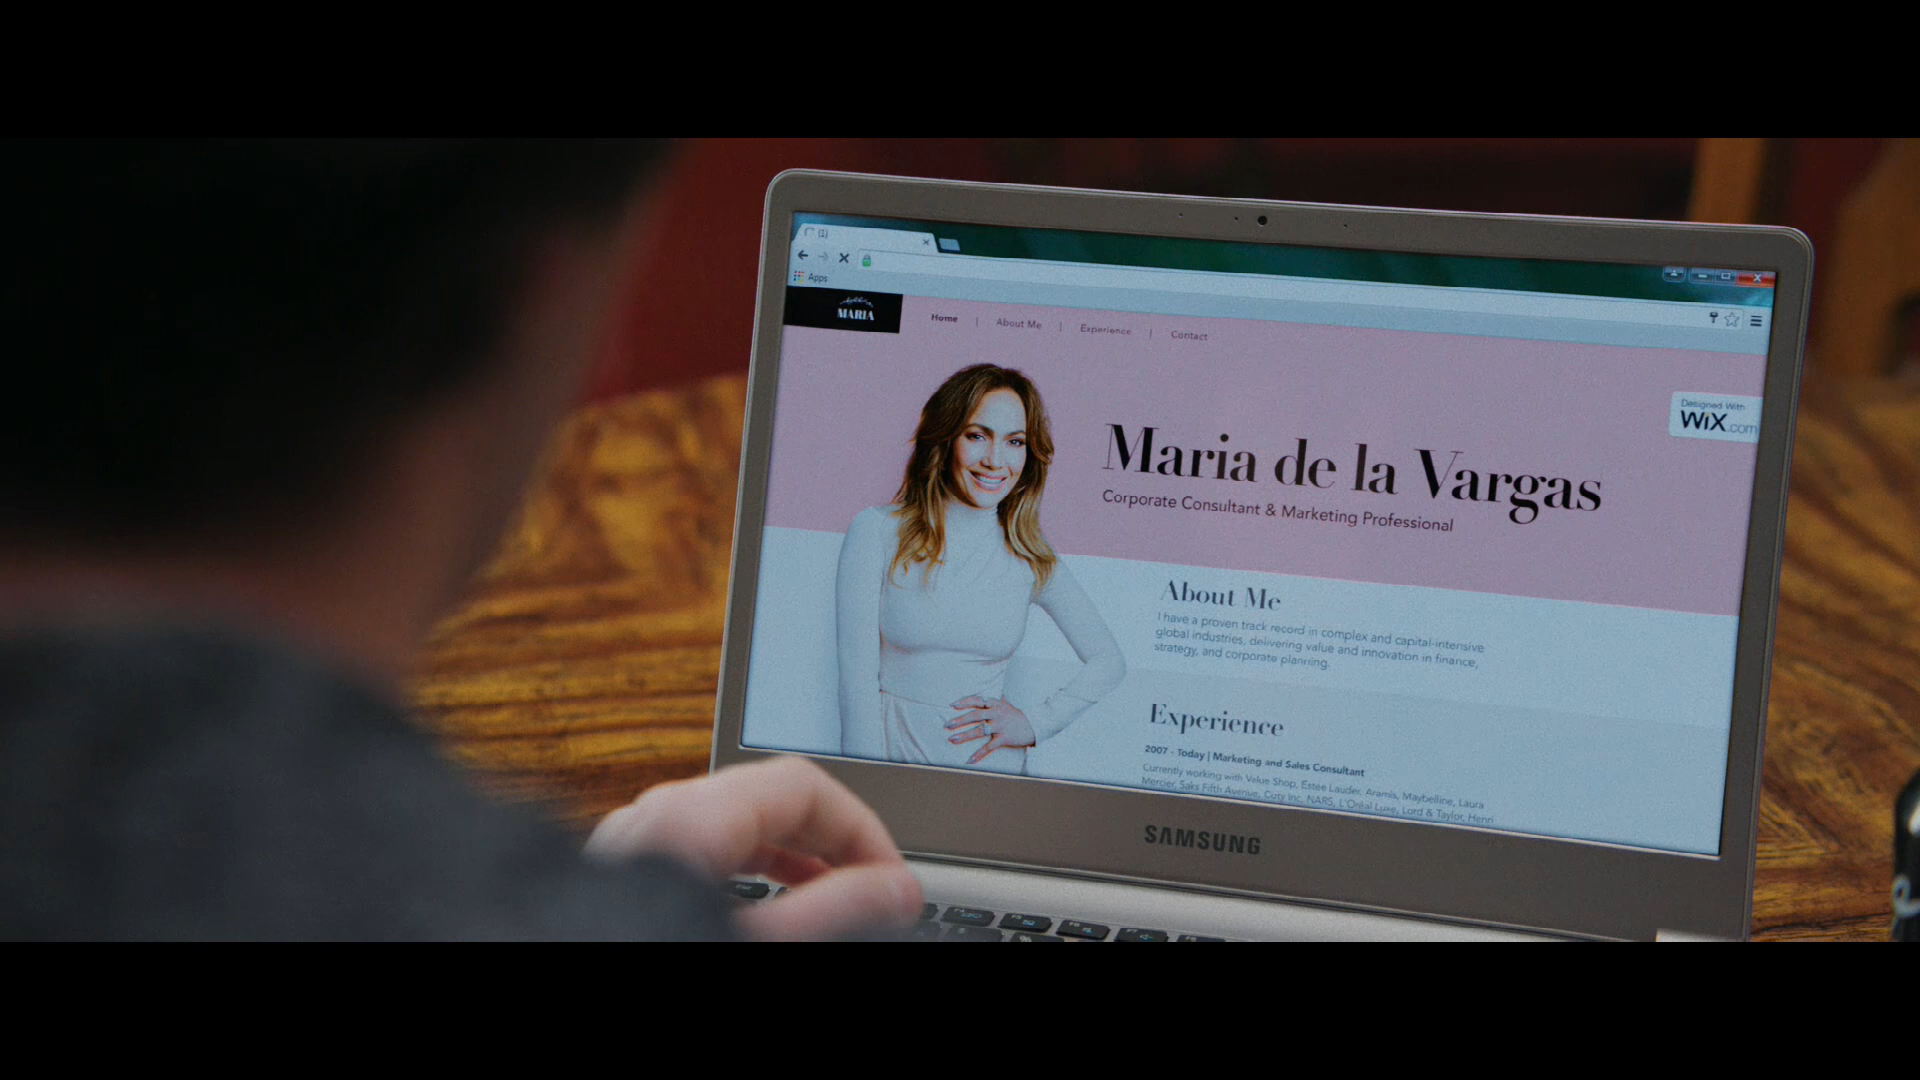 (1)
Apps
MARIA
Home | About Me | Experience | Contact
Designed With
WiX.com
Maria de la Vargas
Corporate Consultant & Marketing Professional
About Me
I have a proven track record in complex and capital-intensive
global industries, delivering value and innovation in finance,
strategy, and corporate planning.
Experience
2007 - Today | Marketing and Sales Consultant
Currently working with Value Shop, Estée Lauder, Aramis, Maybelline, Laura
Mercier, Saks Fifth Avenue, Coty Inc. NARS, L'Oréal Luxe, Lord & Taylor, Henri
SAMSUNG